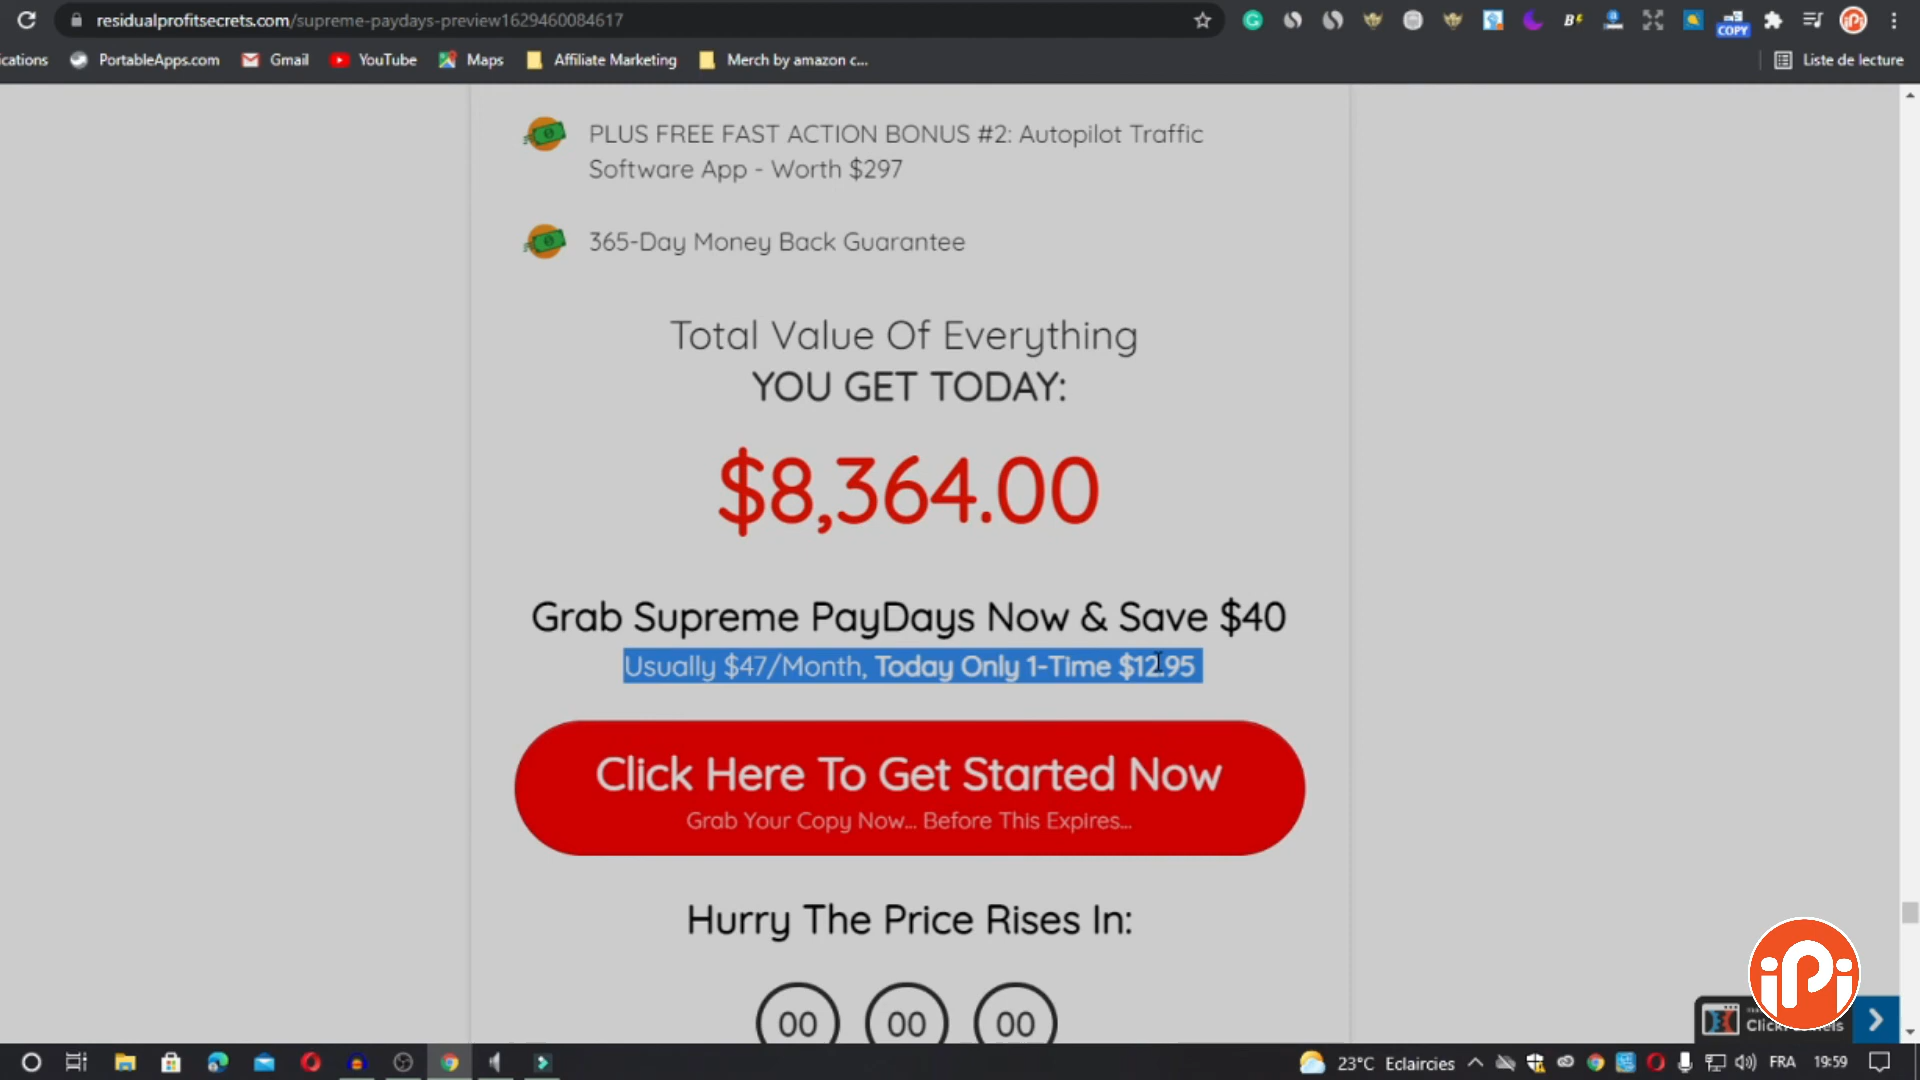 residualprofitsecrets.com/supreme-paydays-preview1629460084617
COPY
cations PortableApps.com Gmail YouTube Maps Affiliate Marketing Merch by amazon c... Liste de lecture
PLUS FREE FAST ACTION BONUS #2: Autopilot Traffic
Software App - Worth $297
365-Day Money Back Guarantee
Total Value Of Everything
YOU GET TODAY:
$8,364.00
Grab Supreme PayDays Now & Save $40
Usually $47/Month, Today Only 1-Time $12.95
Click Here To Get Started Now
Grab Your Copy Now... Before This Expires...
Hurry The Price Rises In:
00 00 00
iPi
23°C Eclaircies FRA 19:59